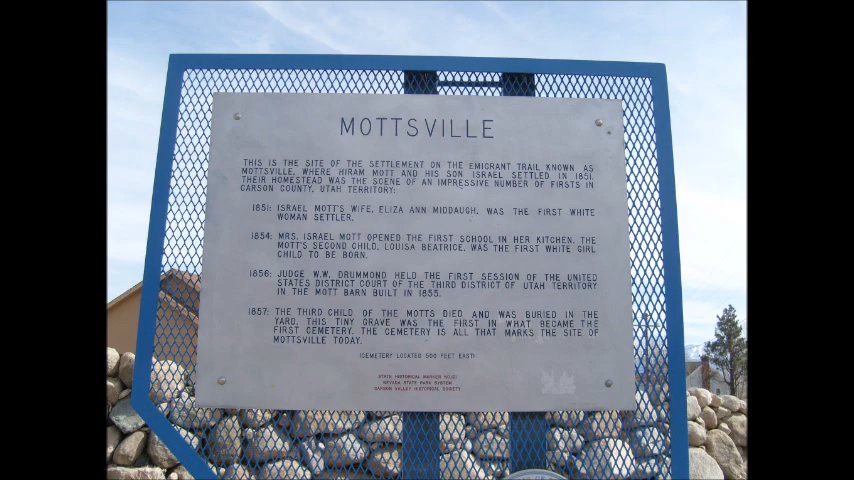 MOTTSVILLE
THIS IS THE SITE OF THE SETTLEMENT ON THE EMIGRANT TRAIL KNOWN AS
MOTTSVILLE, WHERE HIRAM MOTT AND HIS SON ISRAEL SETTLED IN 1851.
THEIR HOMESTEAD WAS THE SCENE OF AN IMPRESSIVE NUMBER OF FIRSTS IN
CARSON COUNTY, UTAH TERRITORY:
1851: ISRAEL MOTT'S WIFE, ELIZA ANN MIDDAUGH, WAS THE FIRST WHITE
WOMAN SETTLER.
1854: MRS. ISRAEL MOTT OPENED THE FIRST SCHOOL IN HER KITCHEN. THE
MOTT'S SECOND CHILD, LOUISA BEATRICE, WAS THE FIRST WHITE GIRL
CHILD TO BE BORN.
1856: JUDGE W.W. DRUMMOND HELD THE FIRST SESSION OF THE UNITED
STATES DISTRICT COURT OF THE THIRD DISTRICT OF UTAH TERRITORY
IN THE MOTT BARN BUILT IN 1855.
1857: THE THIRD CHILD OF THE MOTTS DIED AND WAS BURIED IN THE
YARD. THIS TINY GRAVE WAS THE FIRST IN WHAT BECAME THE
FIRST CEMETERY. THE CEMETERY IS ALL THAT MARKS THE SITE OF
MOTTSVILLE TODAY.
(CEMETERY LOCATED 500 FEET EAST)
STATE HISTORICAL MARKER NO.121
NEVADA STATE PARK SYSTEM
CARSON VALLEY HISTORICAL SOCIETY